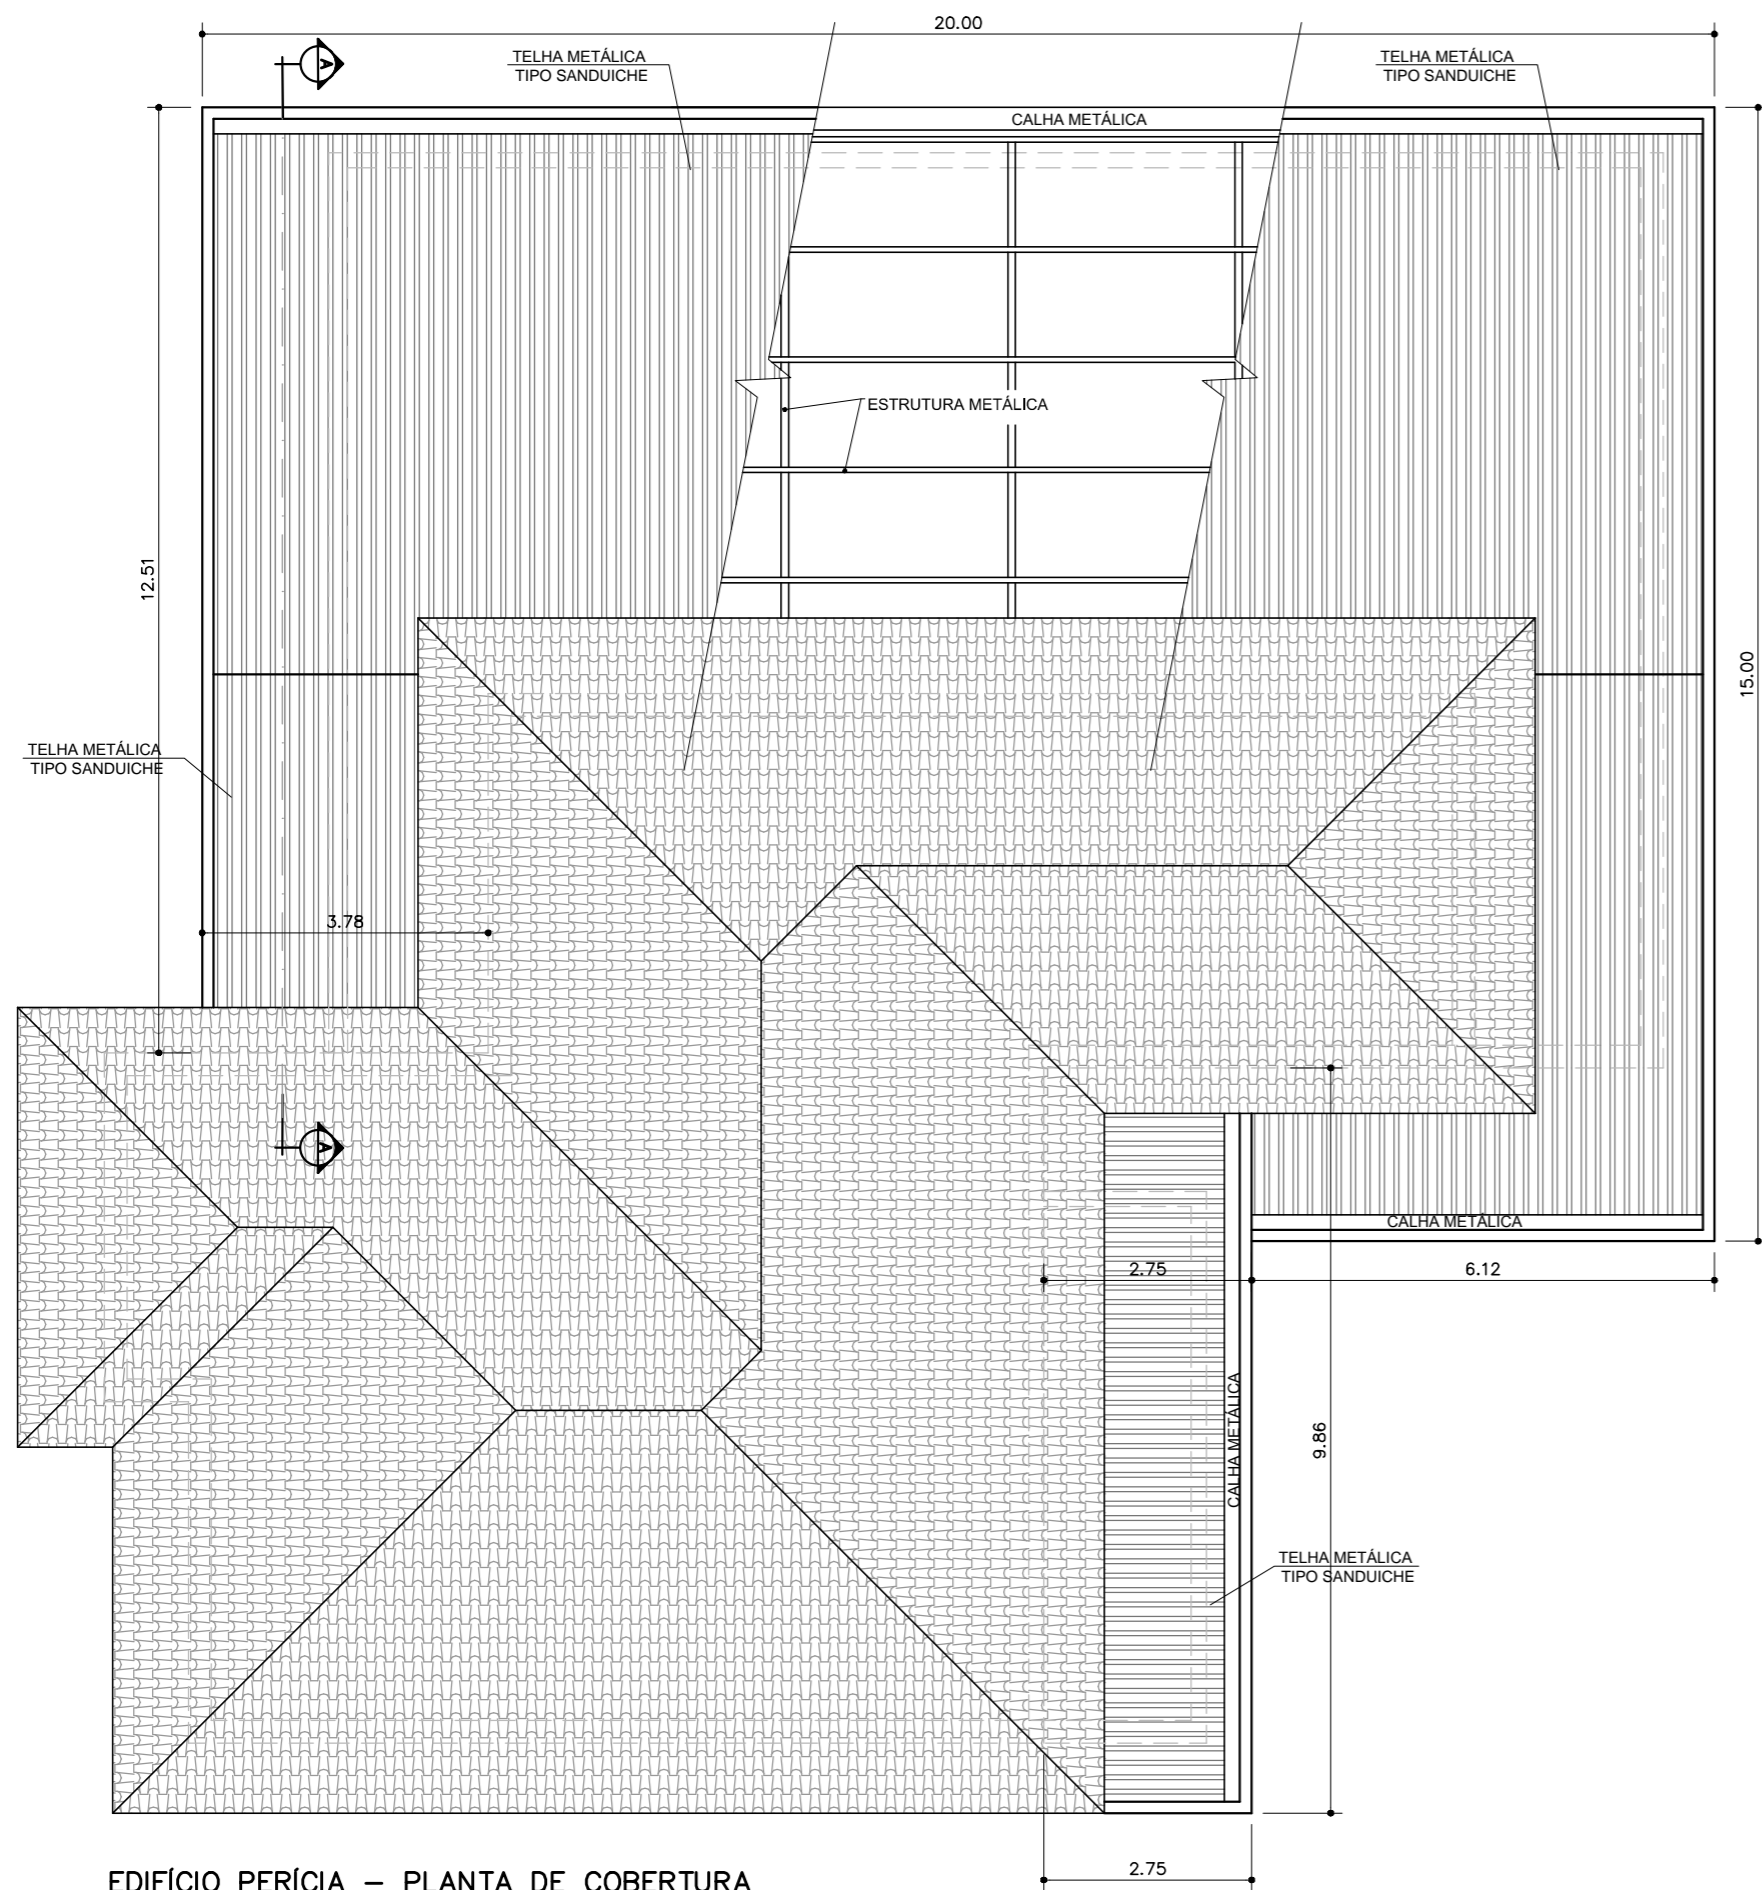 20.00
TELHA METÁLICA
TIPO SANDUICHE
TELHA METÁLICA
TIPO SANDUICHE
A
CALHA METÁLICA
ESTRUTURA METÁLICA
12.51
15.00
TELHA METÁLICA
TIPO SANDUICHE
3.78
A
CALHA METÁLICA
2.75
6.12
CALHA METÁLICA
9.86
TELHA METÁLICA
TIPO SANDUICHE
2.75
EDIFÍCIO PERÍCIA – PLANTA DE COBERTURA